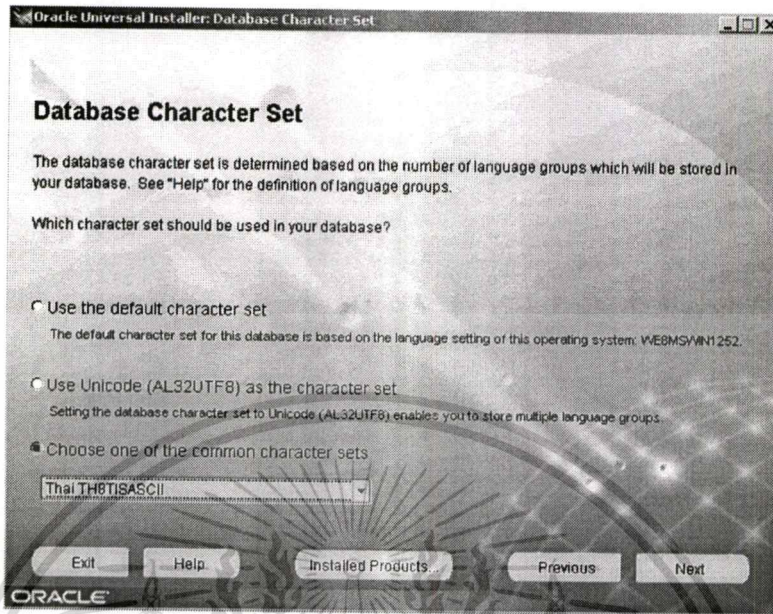 Oracle Universal Installer: Database Character Set
Database Character Set
The database character set is determined based on the number of language groups which will be stored in
your database. See "Help" for the definition of language groups.
Which character set should be used in your database?
Use the default character set
The default character set for this database is based on the language setting of this operating system: WE8MSWIN1252.
Use Unicode (AL32UTF8) as the character set
Setting the database character set to Unicode (AL32UTF8) enables you to store multiple language groups.
Choose one of the common character sets
Thai TH8TISASCII
Exit Help Installed Products... Previous Next
ORACLE